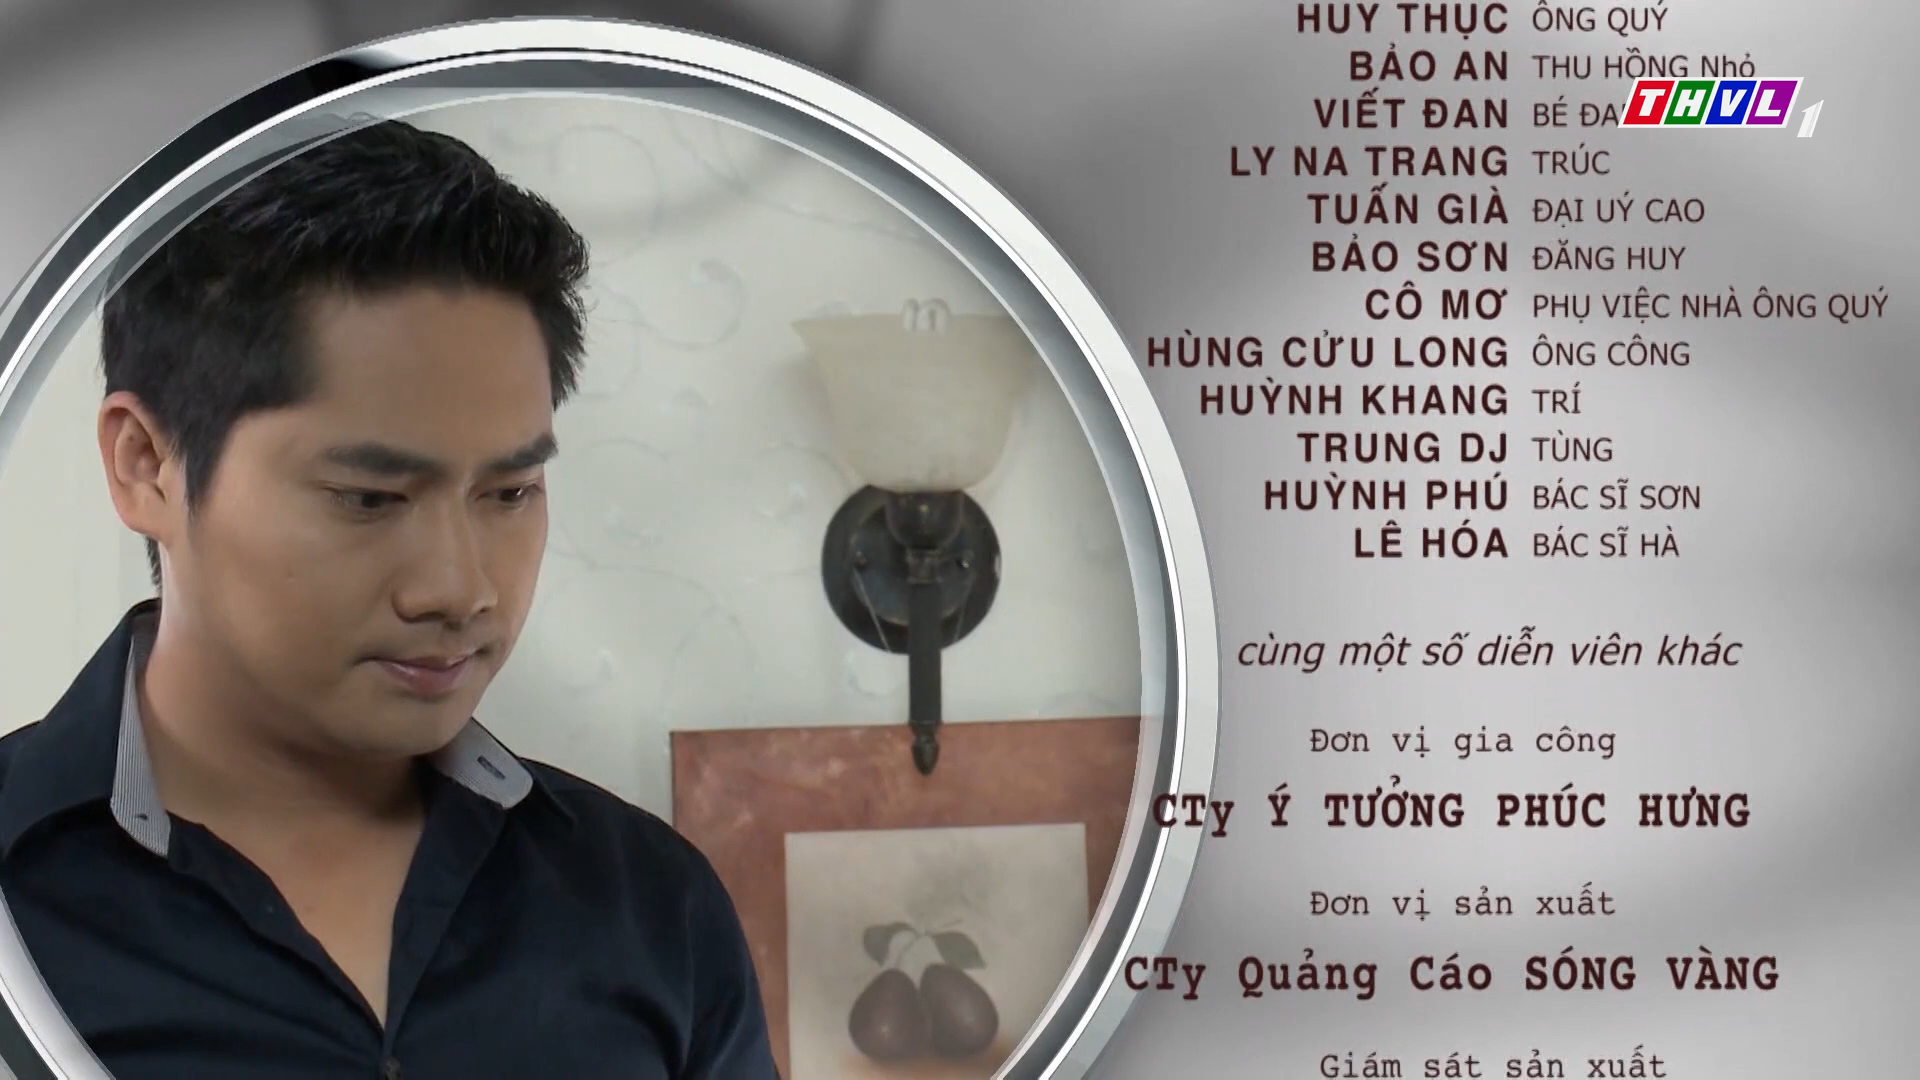 HUY THỤC ÔNG QUÝ
BẢO AN THU HỒNG Nhỏ
VIẾT ĐAN BÉ
THVL 1
LY NA TRANG TRÚC
TUẤN GIÀ ĐẠI UÝ CAO
BẢO SƠN ĐĂNG HUY
CÔ MƠ PHỤ VIỆC NHÀ ÔNG QUÝ
HÙNG CỬU LONG ÔNG CÔNG
HUỲNH KHANG TRÍ
TRUNG DJ TÙNG
HUỲNH PHÚ BÁC SĨ SƠN
LÊ HÓA BÁC SĨ HÀ
cùng một số diễn viên khác
Đơn vị gia công
CTy Ý TƯỞNG PHÚC HƯNG
Đơn vị sản xuất
CTy Quảng Cáo SÓNG VÀNG
Giám sát sản xuất